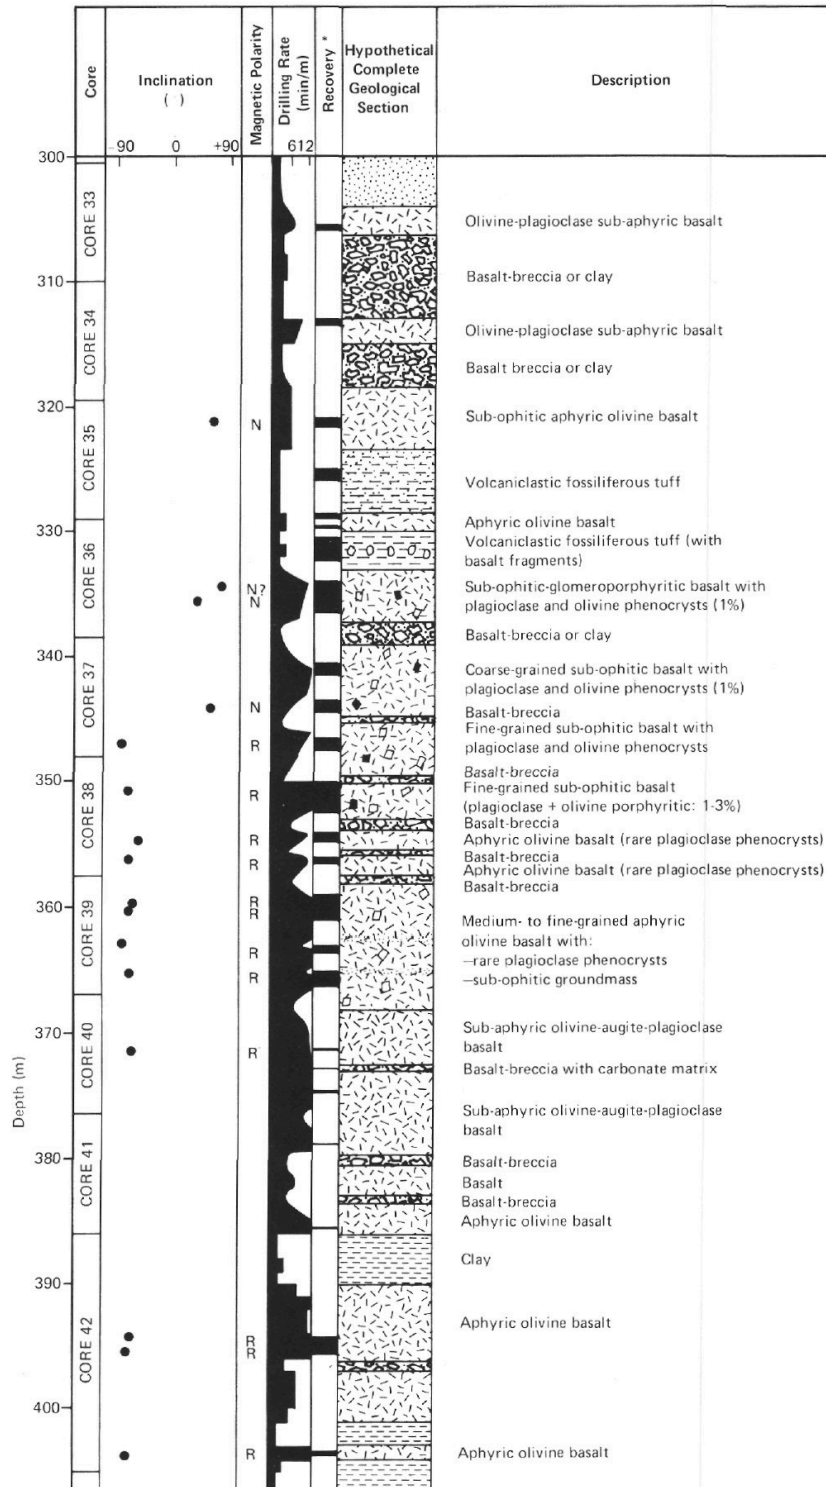 Core
Inclination
( )
Magnetic Polarity
Drilling Rate
(min/m)
Recovery *
Hypothetical
Complete
Geological
Section
Description
-90 0 +90
6 12
Depth (m)
300
310
320
330
340
350
360
370
380
390
400
CORE 33
CORE 34
CORE 35
CORE 36
CORE 37
CORE 38
CORE 39
CORE 40
CORE 41
CORE 42
N
N?
N
N
R
R
R
R
R
R
R
R
R
R
R
R
Olivine-plagioclase sub-aphyric basalt
Basalt-breccia or clay
Olivine-plagioclase sub-aphyric basalt
Basalt breccia or clay
Sub-ophitic aphyric olivine basalt
Volcaniclastic fossiliferous tuff
Aphyric olivine basalt
Volcaniclastic fossiliferous tuff (with
basalt fragments)
Sub-ophitic-glomeroporphyritic basalt with
plagioclase and olivine phenocrysts (1%)
Basalt-breccia or clay
Coarse-grained sub-ophitic basalt with
plagioclase and olivine phenocrysts (1%)
Basalt-breccia
Fine-grained sub-ophitic basalt with
plagioclase and olivine phenocrysts
Basalt-breccia
Fine-grained sub-ophitic basalt
(plagioclase + olivine porphyritic: 1-3%)
Basalt-breccia
Aphyric olivine basalt (rare plagioclase phenocrysts)
Basalt-breccia
Aphyric olivine basalt (rare plagioclase phenocrysts)
Basalt-breccia
Medium- to fine-grained aphyric
olivine basalt with:
—rare plagioclase phenocrysts
—sub-ophitic groundmass
Sub-aphyric olivine-augite-plagioclase
basalt
Basalt-breccia with carbonate matrix
Sub-aphyric olivine-augite-plagioclase
basalt
Basalt-breccia
Basalt
Basalt-breccia
Aphyric olivine basalt
Clay
Aphyric olivine basalt
Aphyric olivine basalt